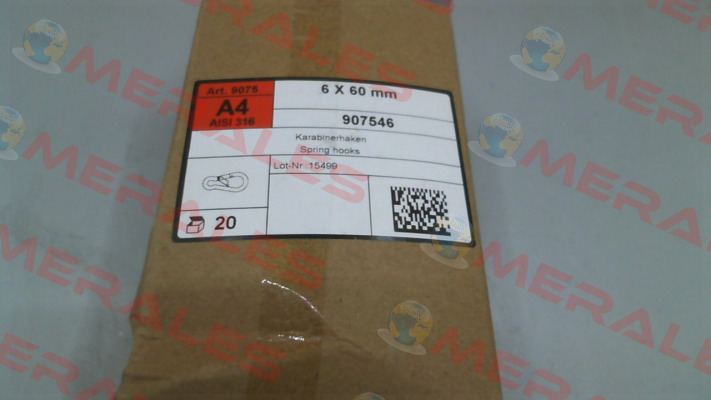 Art. 9075
A4
AISI 316
6 X 60 mm
907546
Karabinerhaken
Spring hooks
Lot-Nr. 15499
20
MERALES
MERALES
MERALES
MERALES
MERALES